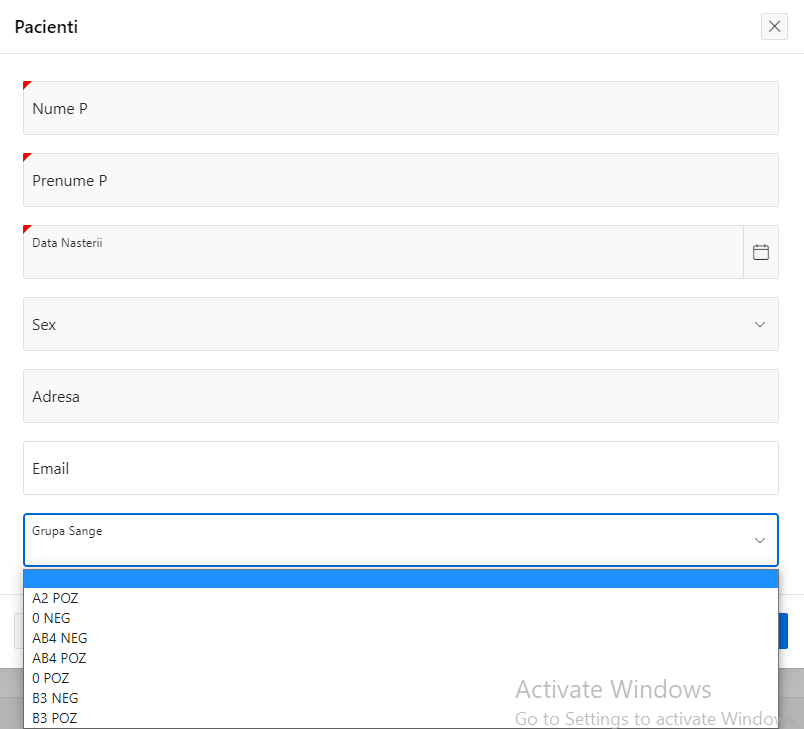 Pacienti
Nume P
Prenume P
Data Nasterii
Sex
Adresa
Email
Grupa Sange
A2 POZ
0 NEG
AB4 NEG
AB4 POZ
0 POZ
B3 NEG
B3 POZ
Activate Windows
Go to Settings to activate Windows.